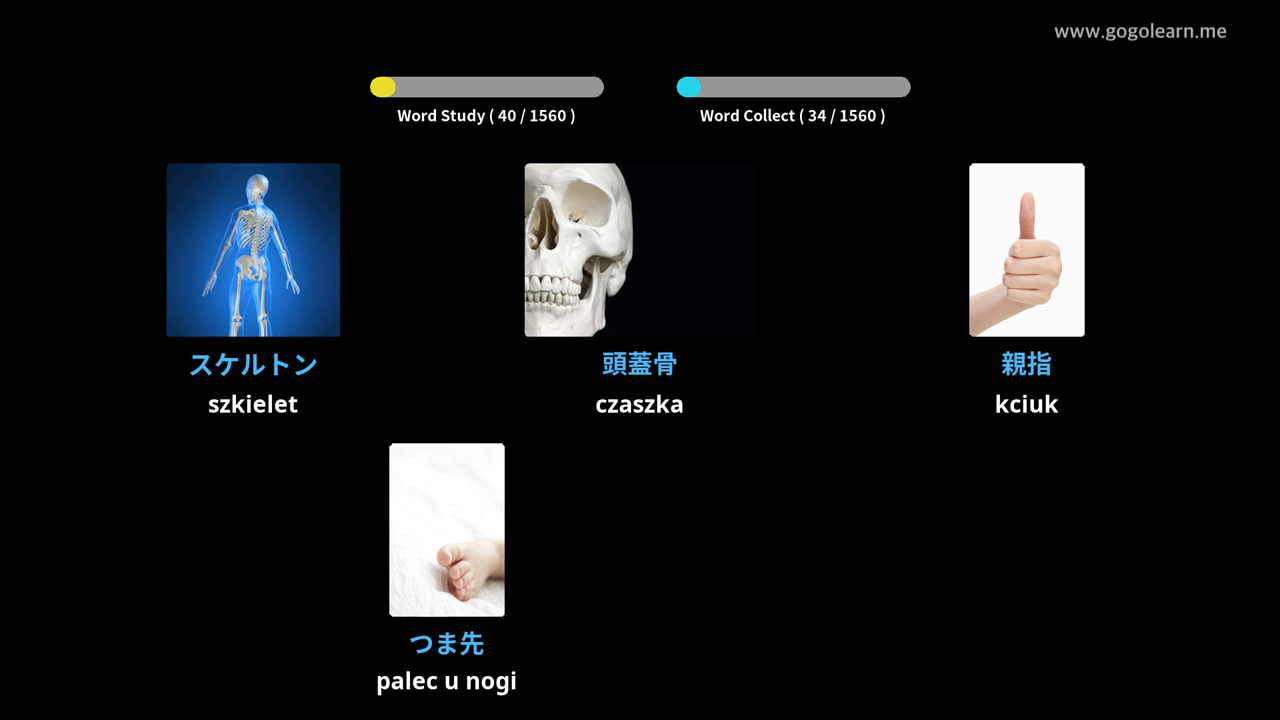 www.gogolearn.me
Word Study ( 40 / 1560 )
Word Collect ( 34 / 1560 )
スケルトン
szkielet
頭蓋骨
czaszka
親指
kciuk
つま先
palec u nogi